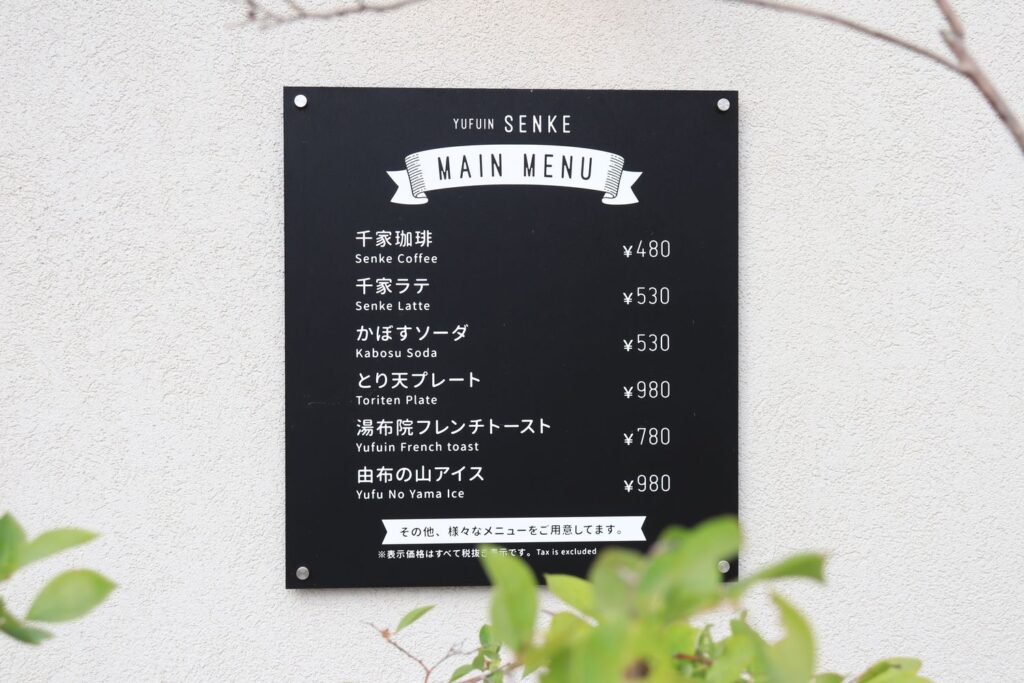 YUFUIN SENKE
MAIN MENU
千家珈琲
Senke Coffee
¥480
千家ラテ
Senke Latte
¥530
かぼすソーダ
Kabosu Soda
¥530
とり天プレート
Toriten Plate
¥980
湯布院フレンチトースト
Yufuin French toast
¥780
由布の山アイス
Yufu No Yama Ice
¥980
その他、様々なメニューをご用意してます。
※表示価格はすべて税抜き表示です。Tax is excluded